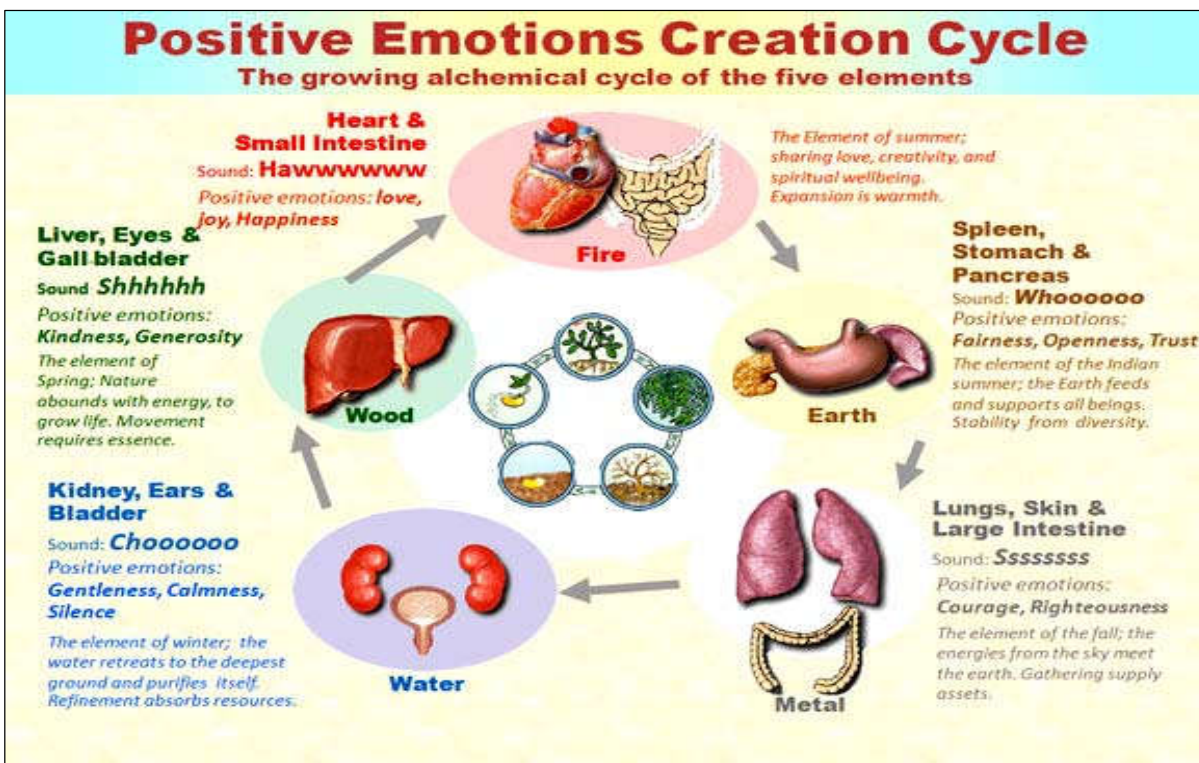 Positive Emotions Creation Cycle
The growing alchemical cycle of the five elements
Heart &
Small Intestine
Sound: Hawwwwww
Positive emotions: love,
joy, Happiness
Fire
The Element of summer;
sharing love, creativity, and
spiritual wellbeing.
Expansion is warmth.
Liver, Eyes &
Gall bladder
Sound Shhhhhh
Positive emotions:
Kindness, Generosity
The element of
Spring; Nature
abounds with energy, to
grow life. Movement
requires essence.
Wood
Spleen,
Stomach &
Pancreas
Sound: Whoooooo
Positive emotions:
Fairness, Openness, Trust
The element of the Indian
summer; the Earth feeds
and supports all beings.
Stability from diversity.
Earth
Kidney, Ears &
Bladder
Sound: Choooooo
Positive emotions:
Gentleness, Calmness,
Silence
The element of winter; the
water retreats to the deepest
ground and purifies itself.
Refinement absorbs resources.
Water
Lungs, Skin &
Large Intestine
Sound: Ssssssss
Positive emotions:
Courage, Righteousness
The element of the fall; the
energies from the sky meet
the earth. Gathering supply
assets.
Metal